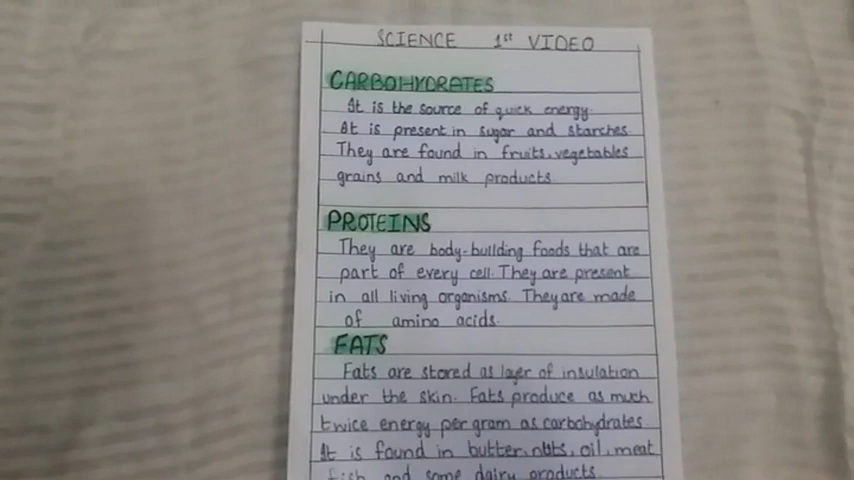 SCIENCE 1st VIDEO
CARBOHYDRATES
It is the source of quick energy.
It is present in sugar and starches.
They are found in fruits, vegetables
grains and milk products.
PROTEINS
They are body-building foods that are
part of every cell. They are present
in all living organisms. They are made
of amino acids.
FATS
Fats are stored as layer of insulation
under the skin. Fats produce as much
twice energy per gram as carbohydrates
It is found in butter, nuts, oil, meat
fish and some dairy products.